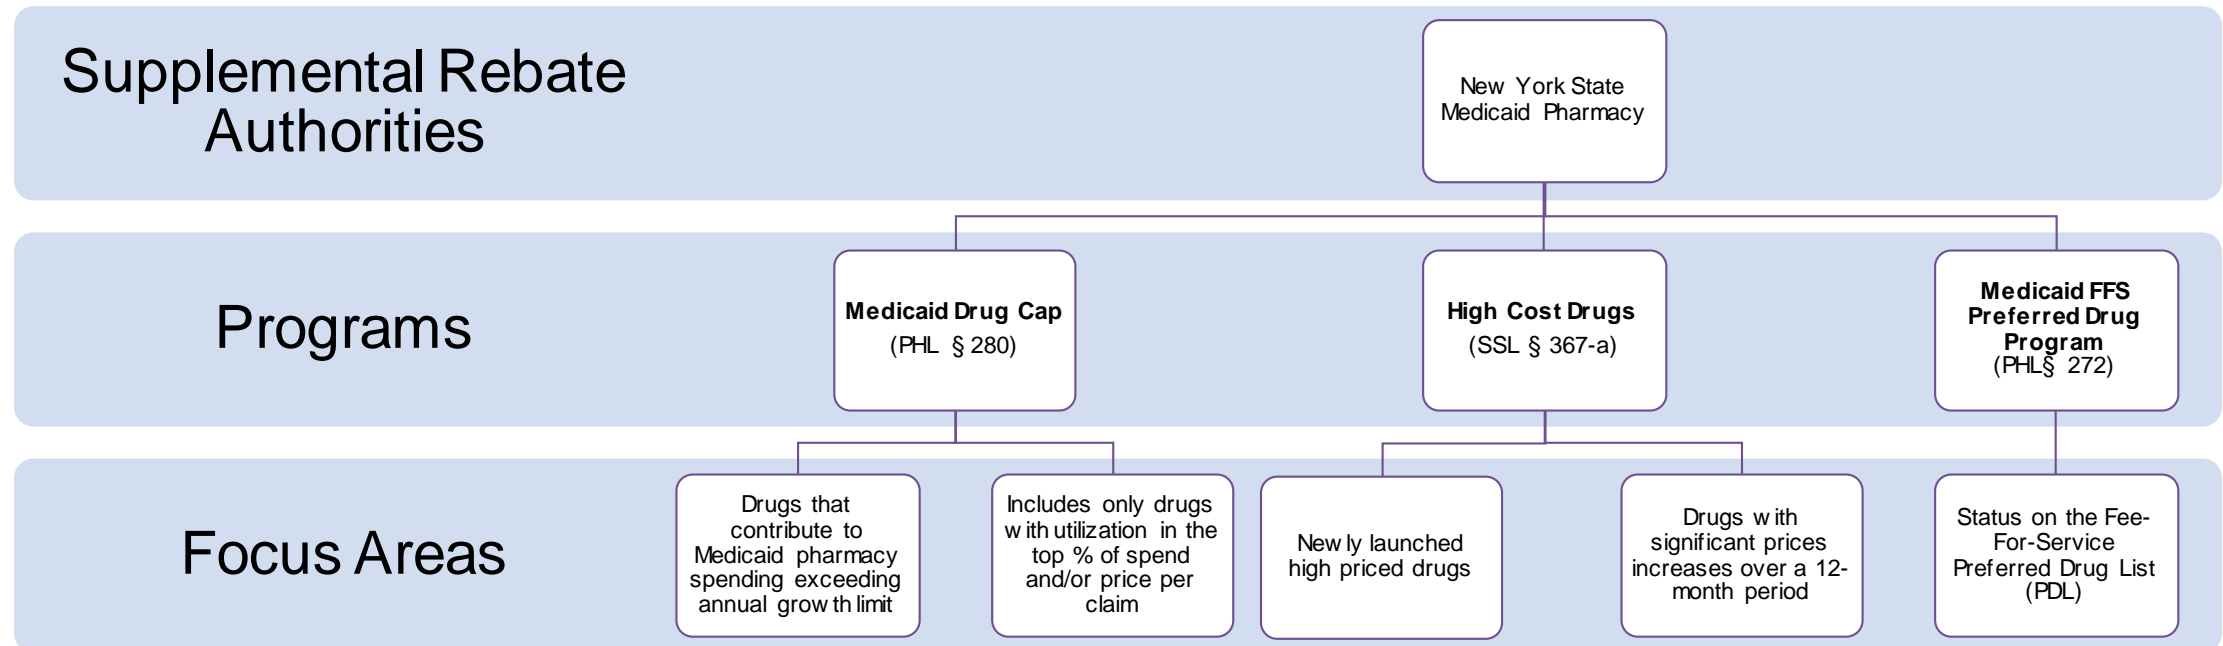 Supplemental Rebate
Authorities
New York State
Medicaid Pharmacy
Programs
Medicaid Drug Cap
(PHL § 280)
High Cost Drugs
(SSL § 367-a)
Medicaid FFS
Preferred Drug
Program
(PHL§ 272)
Focus Areas
Drugs that
contribute to
Medicaid pharmacy
spending exceeding
annual growth limit
Includes only drugs
with utilization in the
top % of spend
and/or price per
claim
Newly launched
high priced drugs
Drugs with
significant prices
increases over a 12-
month period
Status on the Fee-
For-Service
Preferred Drug List
(PDL)